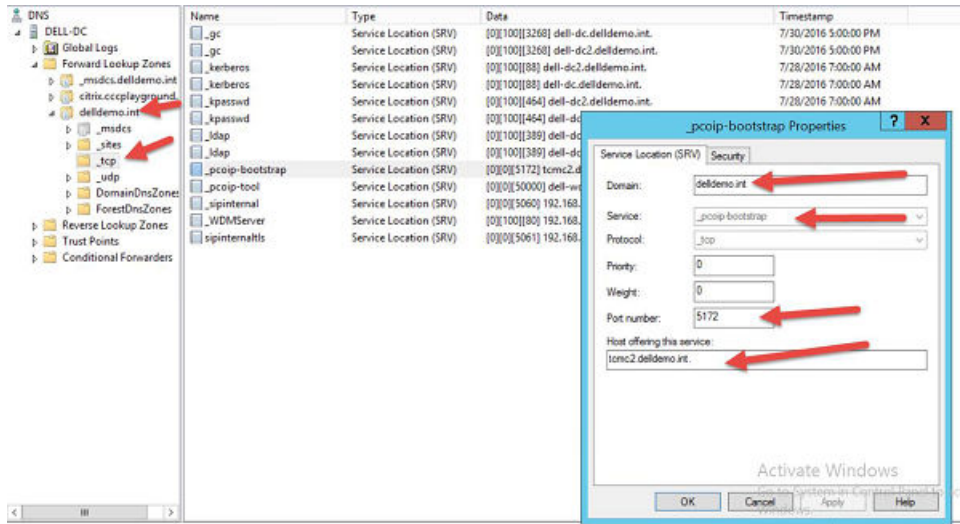 DNS
DELL-DC
Global Logs
Forward Lookup Zones
_msdcs.delldemo.int
citrix.cccplayground.
delldemo.int
_msdcs
_sites
_tcp
_udp
DomainDnsZones
ForestDnsZones
Reverse Lookup Zones
Trust Points
Conditional Forwarders
Name Type Data Timestamp
_gc Service Location (SRV) [0][100][3268] dell-dc.delldemo.int. 7/30/2016 5:00:00 PM
_gc Service Location (SRV) [0][100][3268] dell-dc2.delldemo.int. 7/30/2016 5:00:00 PM
_kerberos Service Location (SRV) [0][100][88] dell-dc2.delldemo.int. 7/28/2016 7:00:00 AM
_kerberos Service Location (SRV) [0][100][88] dell-dc.delldemo.int. 7/28/2016 7:00:00 AM
_kpasswd Service Location (SRV) [0][100][464] dell-dc2.delldemo.int. 7/28/2016 7:00:00 AM
_kpasswd Service Location (SRV) [0][100][464] dell-dc
_ldap Service Location (SRV) [0][100][389] dell-dc
_ldap Service Location (SRV) [0][100][389] dell-dc
_pcoip-bootstrap Service Location (SRV) [0][0][5172] tcmc2.d
_pcoip-tool Service Location (SRV) [0][0][50000] dell-wd
_sipinternal Service Location (SRV) [0][0][5060] 192.168.
_WDMServer Service Location (SRV) [0][100][80] 192.168.
sipinternaltls Service Location (SRV) [0][0][5061] 192.168.
_pcoip-bootstrap Properties
? X
Service Location (SRV) Security
Domain: delldemo.int
Service: _pcoip-bootstrap
Protocol: _tcp
Priority: 0
Weight: 0
Port number: 5172
Host offering this service:
tcmc2.delldemo.int.
Activate Windows
Go to System in Control Panel to
Windows.
OK Cancel Apply Help